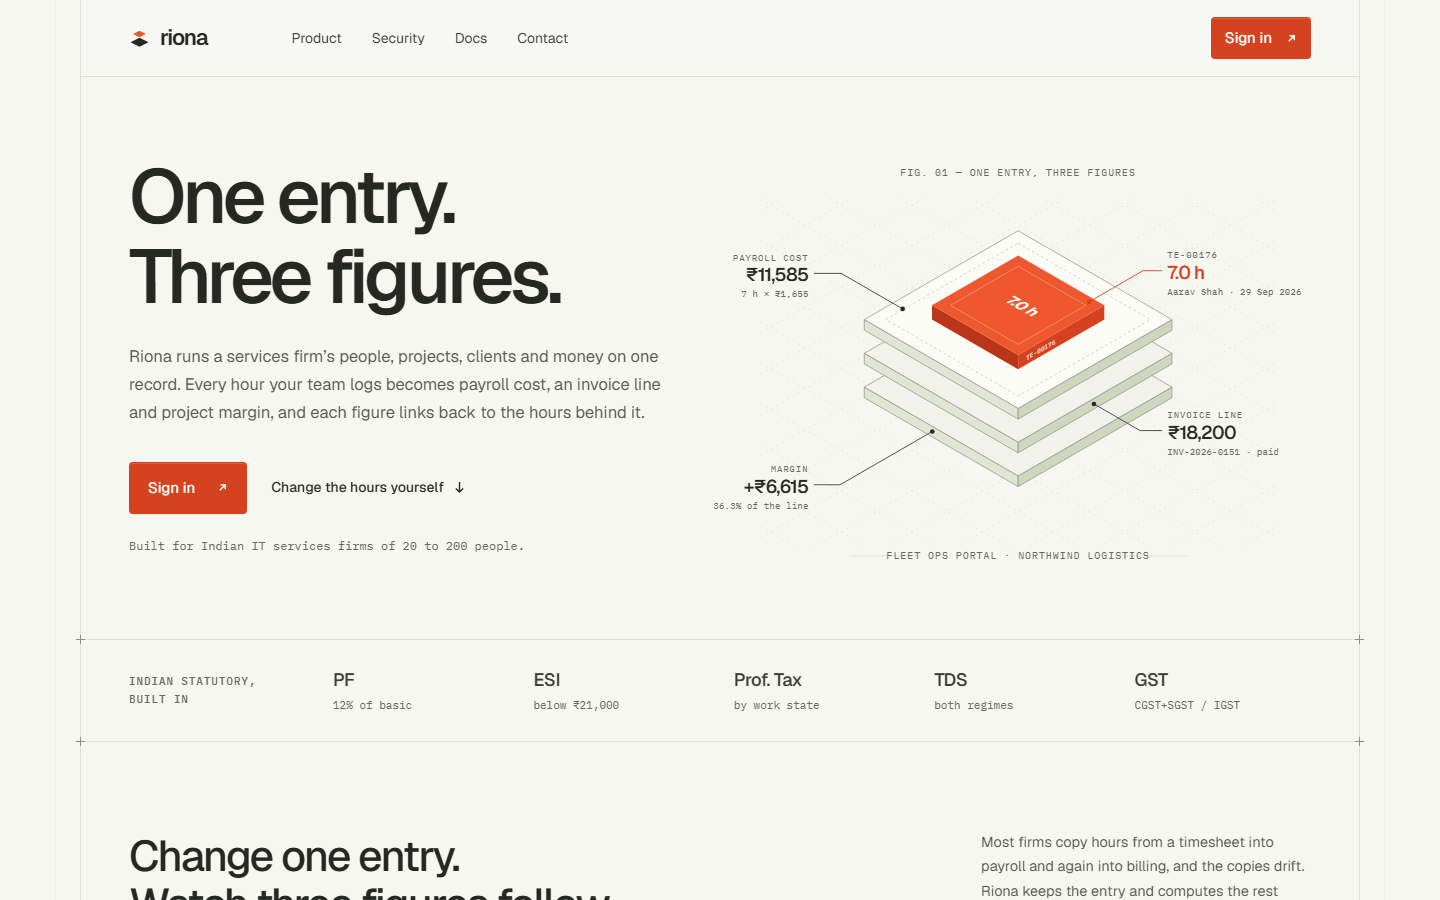 riona
Product
Security
Docs
Contact
Sign in
One entry.
Three figures.
Riona runs a services firm’s people, projects, clients and money on one
record. Every hour your team logs becomes payroll cost, an invoice line
and project margin, and each figure links back to the hours behind it.
Sign in
Change the hours yourself ↓
Built for Indian IT services firms of 20 to 200 people.
FIG. 01 — ONE ENTRY, THREE FIGURES
PAYROLL COST
₹11,585
7 h × ₹1,655
TE-00176
7.0 h
Aarav Shah · 29 Sep 2026
7.0 h
TE-00176
INVOICE LINE
₹18,200
INV-2026-0151 · paid
MARGIN
+₹6,615
36.3% of the line
FLEET OPS PORTAL · NORTHWIND LOGISTICS
INDIAN STATUTORY,
BUILT IN
PF
12% of basic
ESI
below ₹21,000
Prof. Tax
by work state
TDS
both regimes
GST
CGST+SGST / IGST
Change one entry.
Watch three figures follow.
Most firms copy hours from a timesheet into
payroll and again into billing, and the copies drift.
Riona keeps the entry and computes the rest